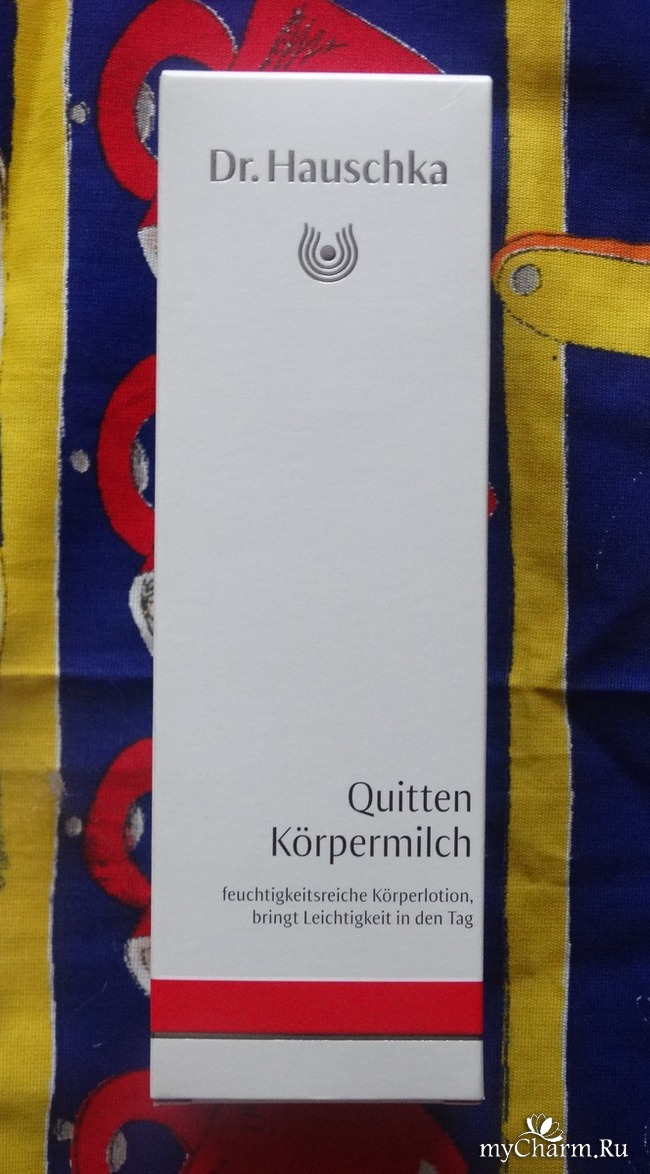 Dr. Hauschka
Quitten
Körpermilch
feuchtigkeitsreiche Körperlotion,
bringt Leichtigkeit in den Tag
myCharm.Ru